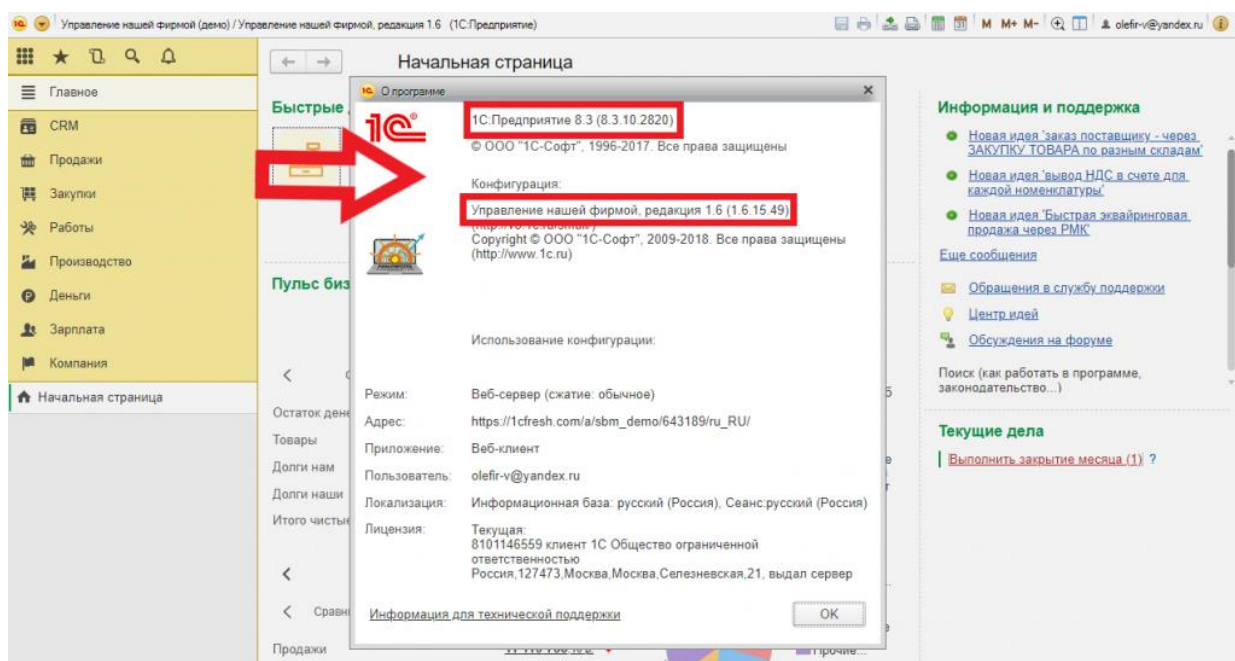 Управление нашей фирмой (демо) / Управление нашей фирмой, редакция 1.6 (1С:Предприятие)
M M+ M-
olefir-v@yandex.ru
Главное
CRM
Продажи
Закупки
Работы
Производство
Деньги
Зарплата
Компания
Начальная страница
Начальная страница
Быстрые
Пульс биз
Остаток дене
Товары
Долги нам
Долги наши
Итого чистые
Сравн
Продажи
О программе
1С:Предприятие 8.3 (8.3.10.2820)
© ООО "1С-Софт", 1996-2017. Все права защищены
Конфигурация:
Управление нашей фирмой, редакция 1.6 (1.6.15.49)
Copyright © ООО "1С-Софт", 2009-2018. Все права защищены
(http://www.1c.ru)
Использование конфигурации:
Режим: Веб-сервер (сжатие: обычное)
Адрес: https://1cfresh.com/a/sbm_demo/643189/ru_RU/
Приложение: Веб-клиент
Пользователь: olefir-v@yandex.ru
Локализация: Информационная база: русский (Россия), Сеанс:русский (Россия)
Лицензия: Текущая:
8101146559 клиент 1С Общество ограниченной
ответственностью
Россия,127473,Москва,Москва,Селезневская,21, выдал сервер
Информация для технической поддержки
OK
Прочие...
Информация и поддержка
Новая идея 'заказ поставщику - через
ЗАКУПКУ ТОВАРА по разным складам'
Новая идея 'вывод НДС в счете для
каждой номенклатуры'
Новая идея 'Быстрая эквайринговая
продажа через РМК'
Еще сообщения
Обращения в службу поддержки
Центр идей
Обсуждения на форуме
Поиск (как работать в программе,
законодательство...)
Текущие дела
Выполнить закрытие месяца (1) ?